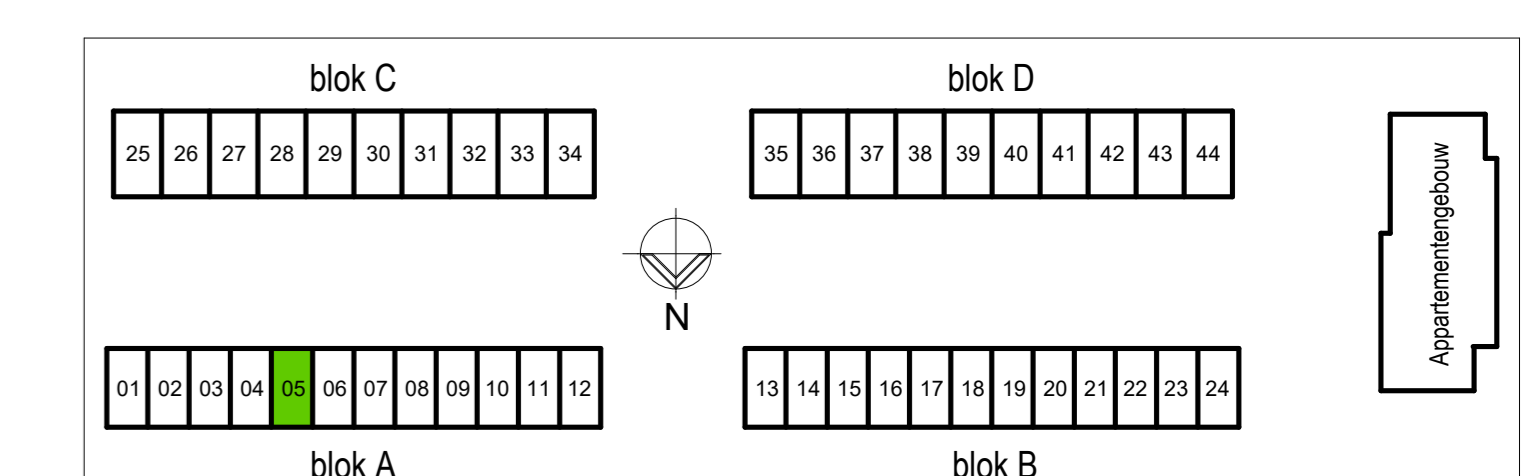 blok C
blok D
25 26 27 28 29 30 31 32 33 34
35 36 37 38 39 40 41 42 43 44
Appartementengebouw
N
01 02 03 04 05 06 07 08 09 10 11 12
13 14 15 16 17 18 19 20 21 22 23 24
blok A
blok B